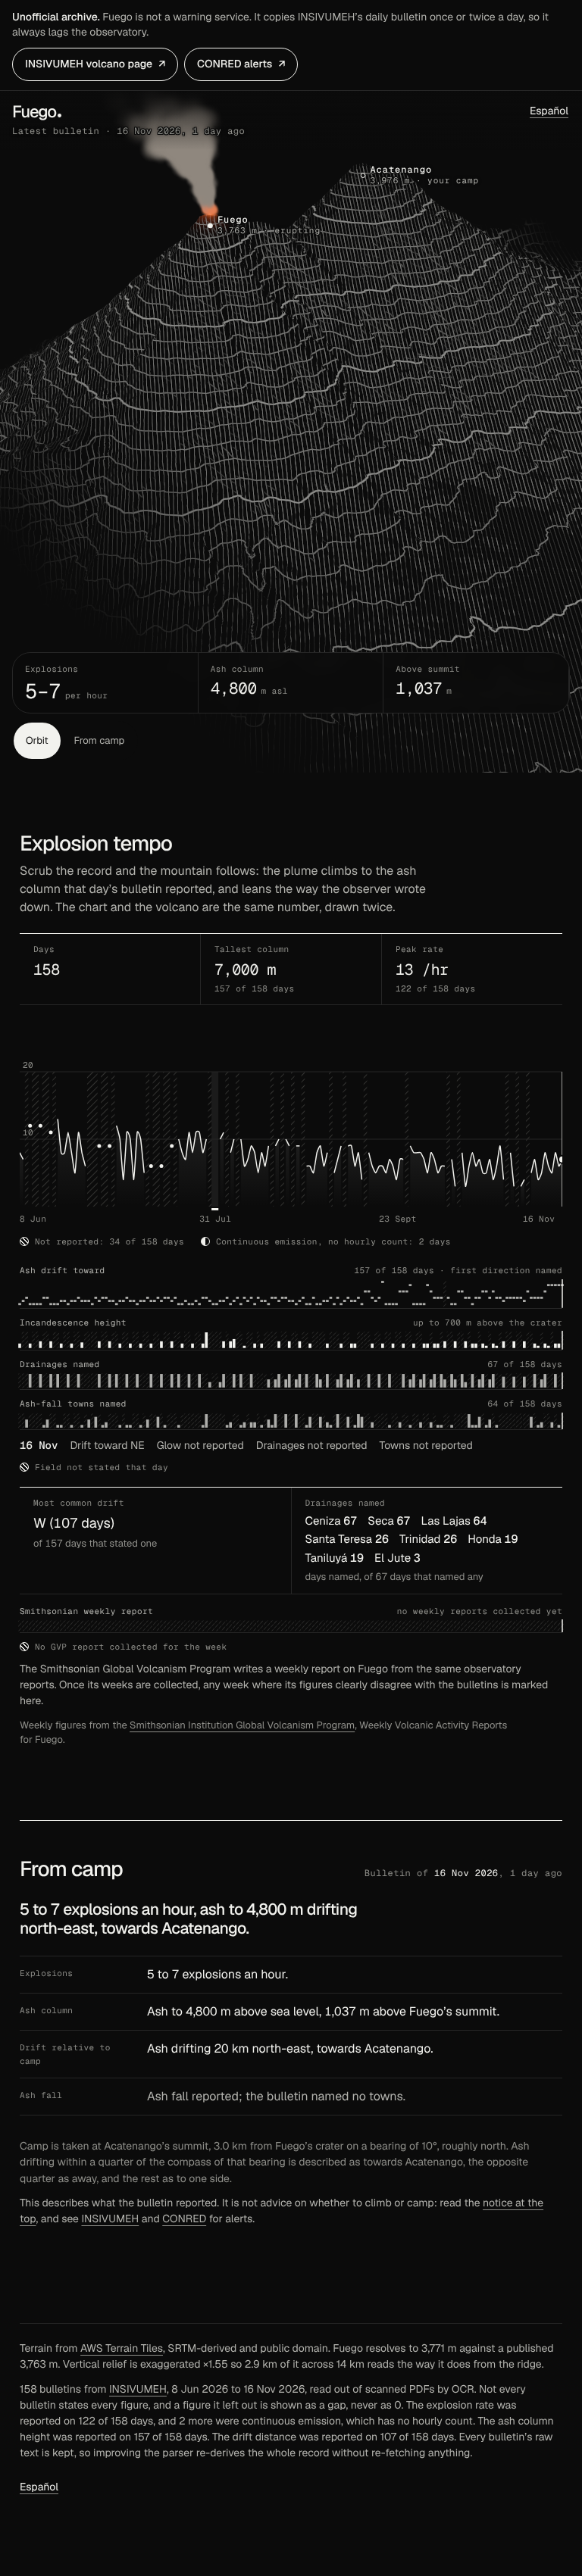 Unofficial archive. Fuego is not a warning service. It copies INSIVUMEH's daily bulletin once or twice a day, so it
always lags the observatory.
INSIVUMEH volcano page ↗
CONRED alerts ↗
Fuego.
Español
Latest bulletin · 16 Nov 2026, 1 day ago
Acatenango
3,976 m · your camp
Fuego
3,763 m · erupting
Explosions
5–7 per hour
Ash column
4,800 m asl
Above summit
1,037 m
Orbit
From camp
Explosion tempo
Scrub the record and the mountain follows: the plume climbs to the ash
column that day's bulletin reported, and leans the way the observer wrote
down. The chart and the volcano are the same number, drawn twice.
Days
158
Tallest column
7,000 m
157 of 158 days
Peak rate
13 /hr
122 of 158 days
20
10
8 Jun
31 Jul
23 Sept
16 Nov
Not reported: 34 of 158 days
Continuous emission, no hourly count: 2 days
Ash drift toward
157 of 158 days · first direction named
Incandescence height
up to 700 m above the crater
Drainages named
67 of 158 days
Ash-fall towns named
64 of 158 days
16 Nov Drift toward NE Glow not reported Drainages not reported Towns not reported
Field not stated that day
Most common drift
W (107 days)
of 157 days that stated one
Drainages named
Ceniza 67 Seca 67 Las Lajas 64
Santa Teresa 26 Trinidad 26 Honda 19
Taniluyá 19 El Jute 3
days named, of 67 days that named any
Smithsonian weekly report
no weekly reports collected yet
No GVP report collected for the week
The Smithsonian Global Volcanism Program writes a weekly report on Fuego from the same observatory
reports. Once its weeks are collected, any week where its figures clearly disagree with the bulletins is marked
here.
Weekly figures from the Smithsonian Institution Global Volcanism Program, Weekly Volcanic Activity Reports
for Fuego.
From camp
Bulletin of 16 Nov 2026, 1 day ago
5 to 7 explosions an hour, ash to 4,800 m drifting
north-east, towards Acatenango.
Explosions
5 to 7 explosions an hour.
Ash column
Ash to 4,800 m above sea level, 1,037 m above Fuego's summit.
Drift relative to
camp
Ash drifting 20 km north-east, towards Acatenango.
Ash fall
Ash fall reported; the bulletin named no towns.
Camp is taken at Acatenango's summit, 3.0 km from Fuego's crater on a bearing of 10°, roughly north. Ash
drifting within a quarter of the compass of that bearing is described as towards Acatenango, the opposite
quarter as away, and the rest as to one side.
This describes what the bulletin reported. It is not advice on whether to climb or camp: read the notice at the
top, and see INSIVUMEH and CONRED for alerts.
Terrain from AWS Terrain Tiles, SRTM-derived and public domain. Fuego resolves to 3,771 m against a published
3,763 m. Vertical relief is exaggerated ×1.55 so 2.9 km of it across 14 km reads the way it does from the ridge.
158 bulletins from INSIVUMEH, 8 Jun 2026 to 16 Nov 2026, read out of scanned PDFs by OCR. Not every
bulletin states every figure, and a figure it left out is shown as a gap, never as 0. The explosion rate was
reported on 122 of 158 days, and 2 more were continuous emission, which has no hourly count. The ash column
height was reported on 157 of 158 days. The drift distance was reported on 107 of 158 days. Every bulletin's raw
text is kept, so improving the parser re-derives the whole record without re-fetching anything.
Español